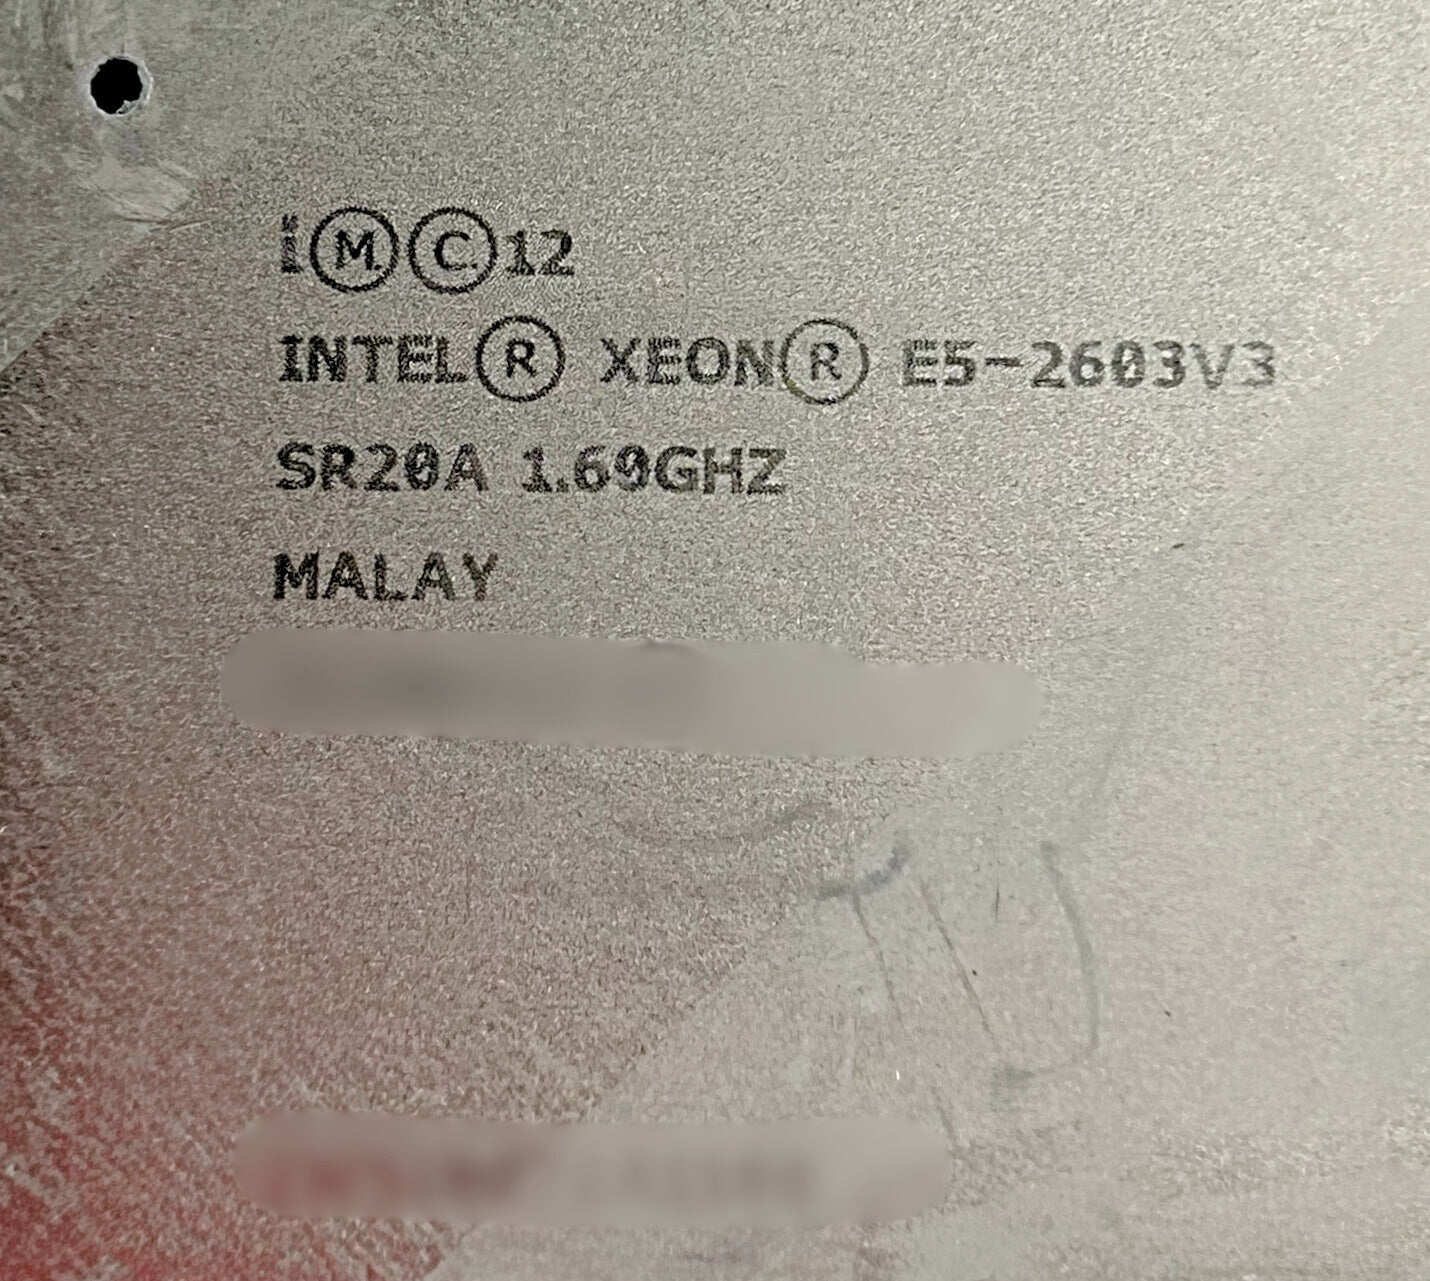 i Ⓜ Ⓒ 12
INTEL® XEON® E5-2603V3
SR20A 1.60GHZ
MALAY